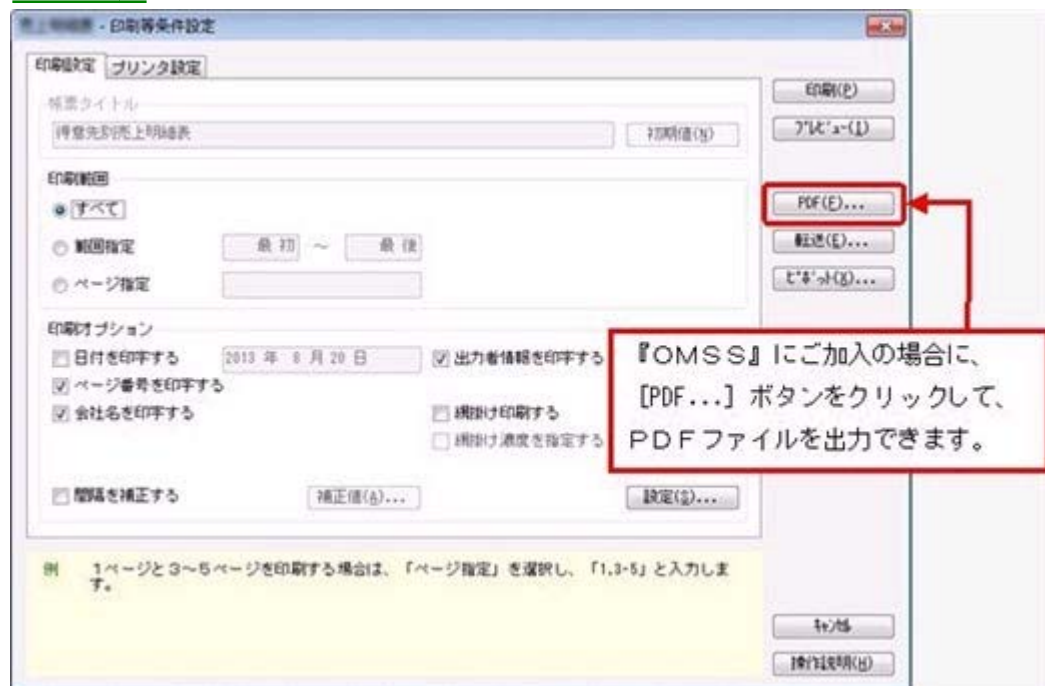 - 印刷等条件設定
印刷設定 プリンタ設定
帳票タイトル
得意先別売上明細表 初期値(N)
印刷(P)
ﾌﾟﾚﾋﾞｭｰ(I)
印刷範囲
すべて
PDF(F)...
範囲指定 最初 ～ 最後
転送(E)...
ページ指定
ﾋﾟﾎﾞｯﾄ(X)...
印刷オプション
日付を印字する 2013 年 8 月 20 日 出力者情報を印字する
ページ番号を印字する
会社名を印字する 網掛け印刷する
網掛け濃度を指定する
『ＯＭＳＳ』にご加入の場合に、
[PDF...] ボタンをクリックして、
ＰＤＦファイルを出力できます。
間隔を補正する 補正値(A)... 設定(S)...
例 1ページと3～5ページを印刷する場合は、「ページ指定」を選択し、「1,3-5」と入力しま
す。
ｷｬﾝｾﾙ
操作説明(H)